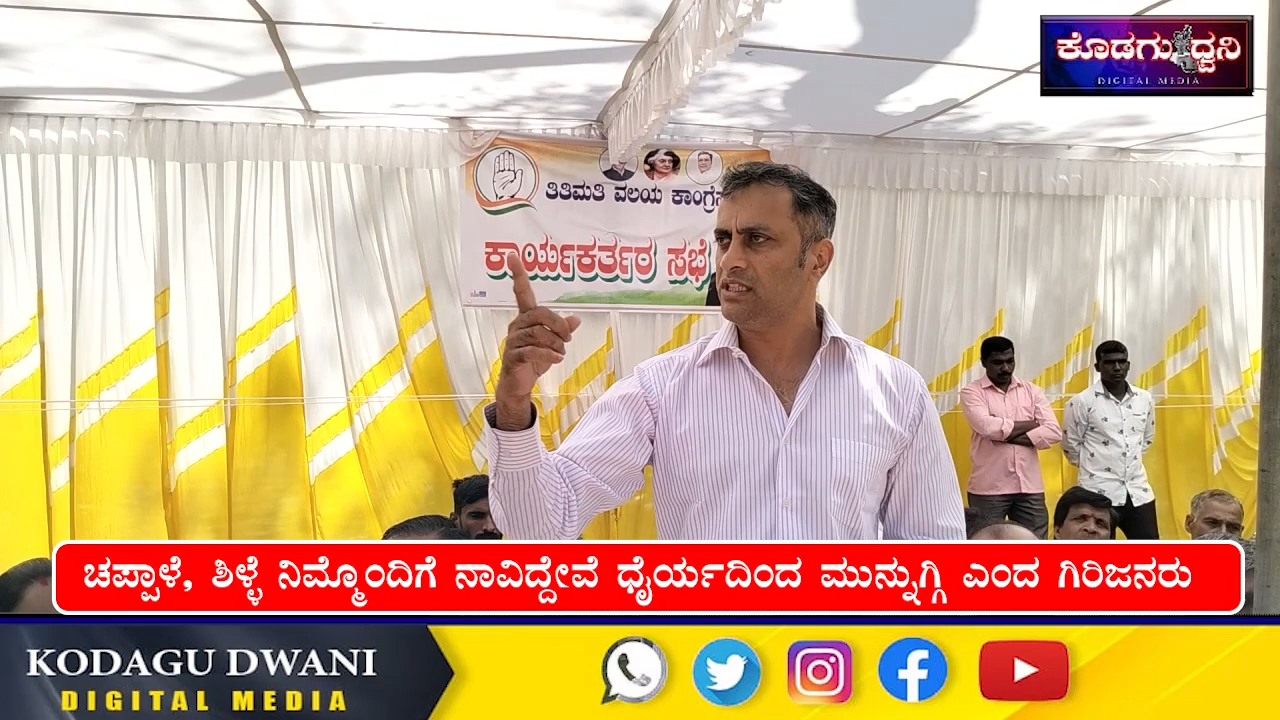 ಕೊಡಗು ಧ್ವನಿ
DIGITAL MEDIA
ತಿತಿಮತಿ ವಲಯ
ಕಾರ್ಯಕರ್ತರ ಸಭೆ
ಚಪ್ಪಾಳೆ, ಶಿಳ್ಳೆ ನಿಮ್ಮೊಂದಿಗೆ ನಾವಿದ್ದೇವೆ ಧೈರ್ಯದಿಂದ ಮುನ್ನುಗ್ಗಿ ಎಂದ ಗಿರಿಜನರು
KODAGU DWANI
DIGITAL MEDIA